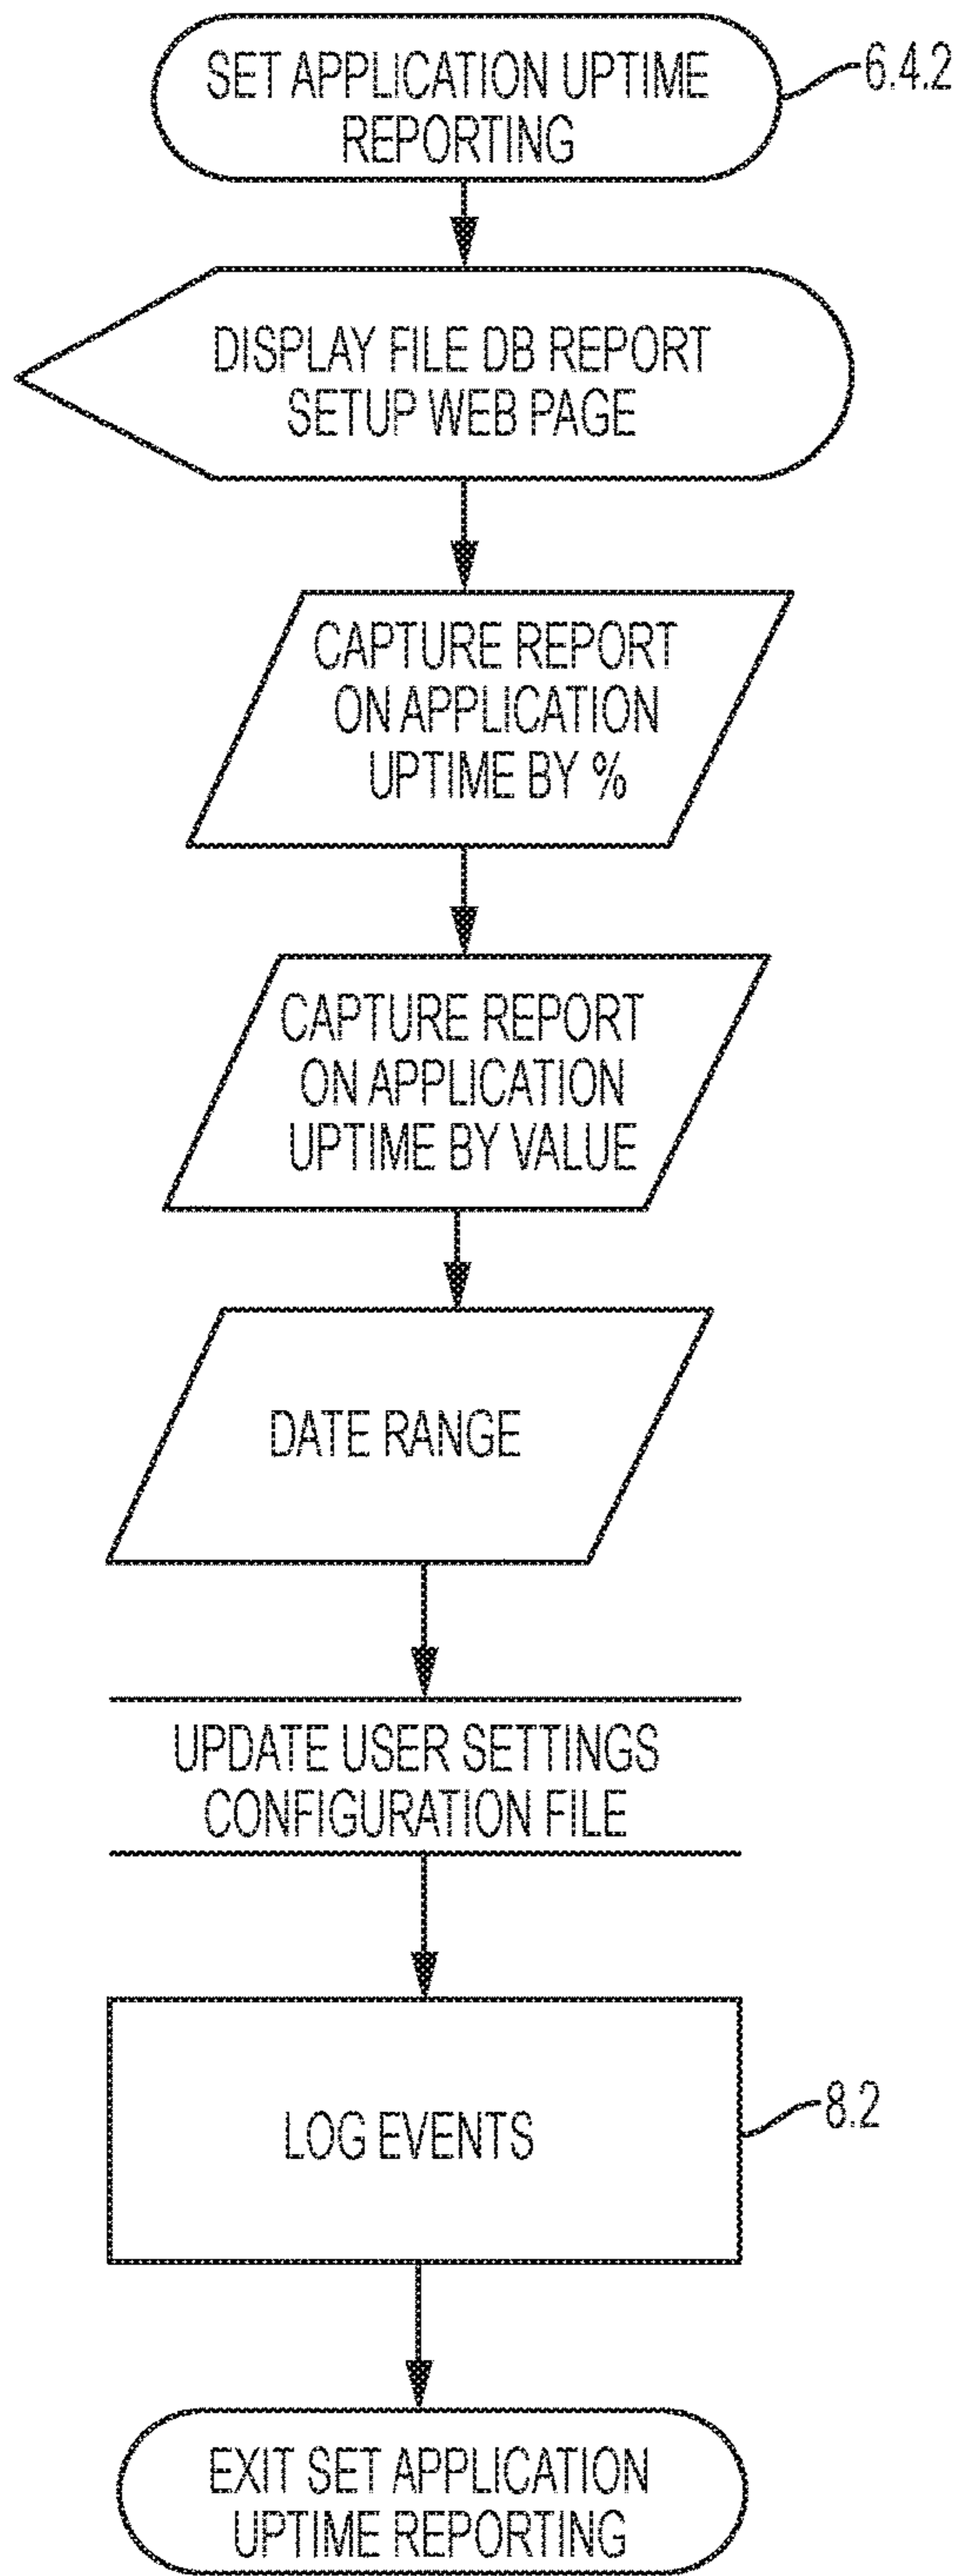 SET APPLICATION UPTIME
REPORTING
6.4.2
DISPLAY FILE DB REPORT
SETUP WEB PAGE
CAPTURE REPORT
ON APPLICATION
UPTIME BY %
CAPTURE REPORT
ON APPLICATION
UPTIME BY VALUE
DATE RANGE
UPDATE USER SETTINGS
CONFIGURATION FILE
LOG EVENTS
8.2
EXIT SET APPLICATION
UPTIME REPORTING